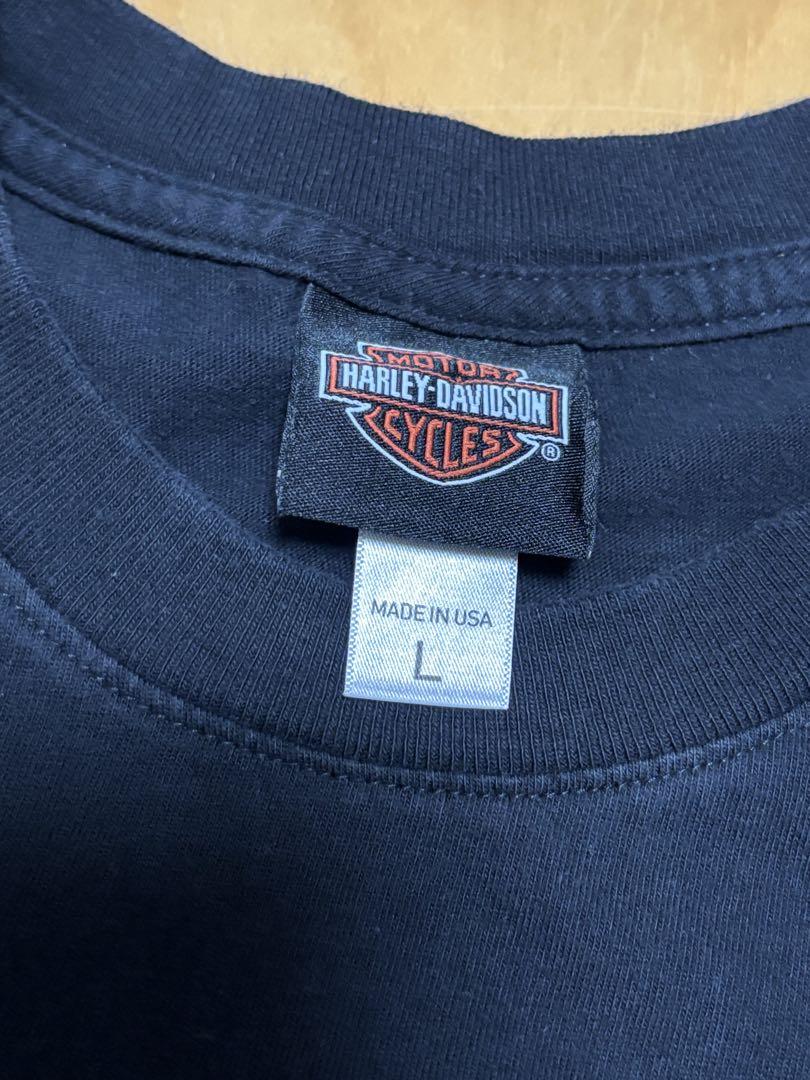 MOTOR
HARLEY-DAVIDSON
CYCLES
®
MADE IN USA
L